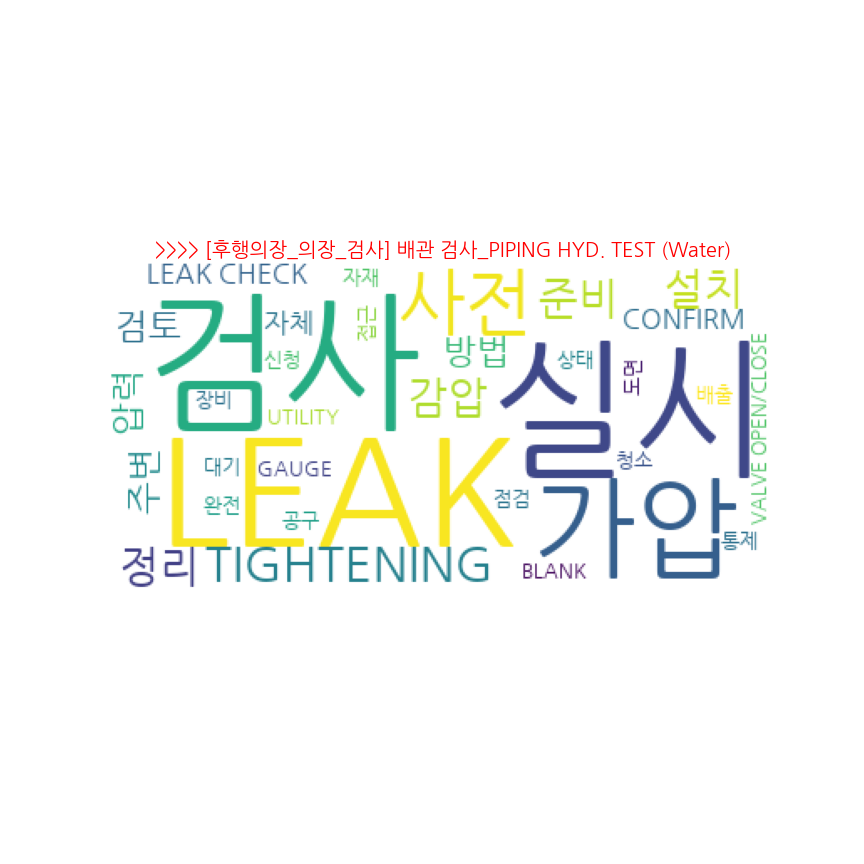 >>>> [후행의장_의장_검사] 배관 검사_PIPING HYD. TEST (Water)
LEAK CHECK
자재
사전
준비
설치
검토
검사
자체
접근
CONFIRM
신청
방법
실시
상태
도면
VALVE OPEN/CLOSE
압력
장비
UTILITY
감압
배출
주변
LEAK
대기
GAUGE
청소
완전
공구
점검
가압
통제
정리
TIGHTENING
BLANK